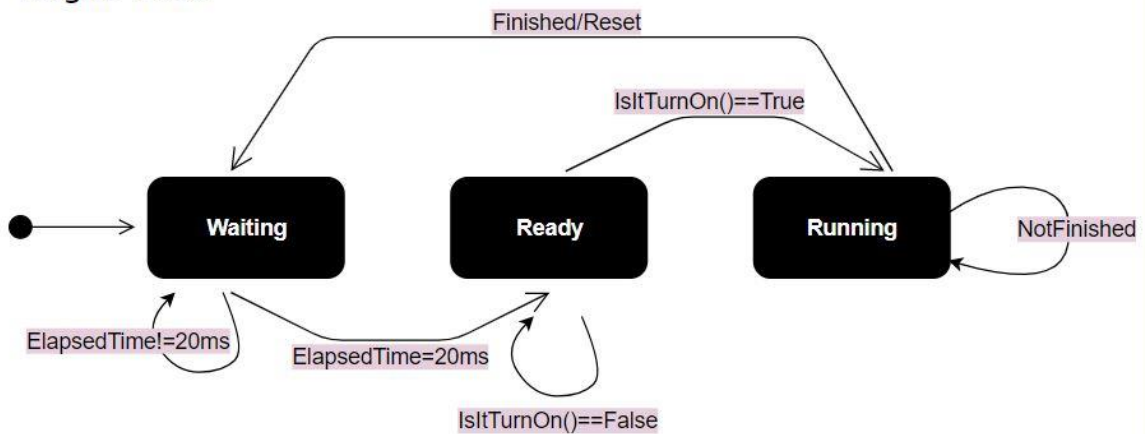 Finished/Reset
IsItTurnOn()==True
Waiting
Ready
Running
NotFinished
ElapsedTime!=20ms
ElapsedTime=20ms
IsItTurnOn()==False